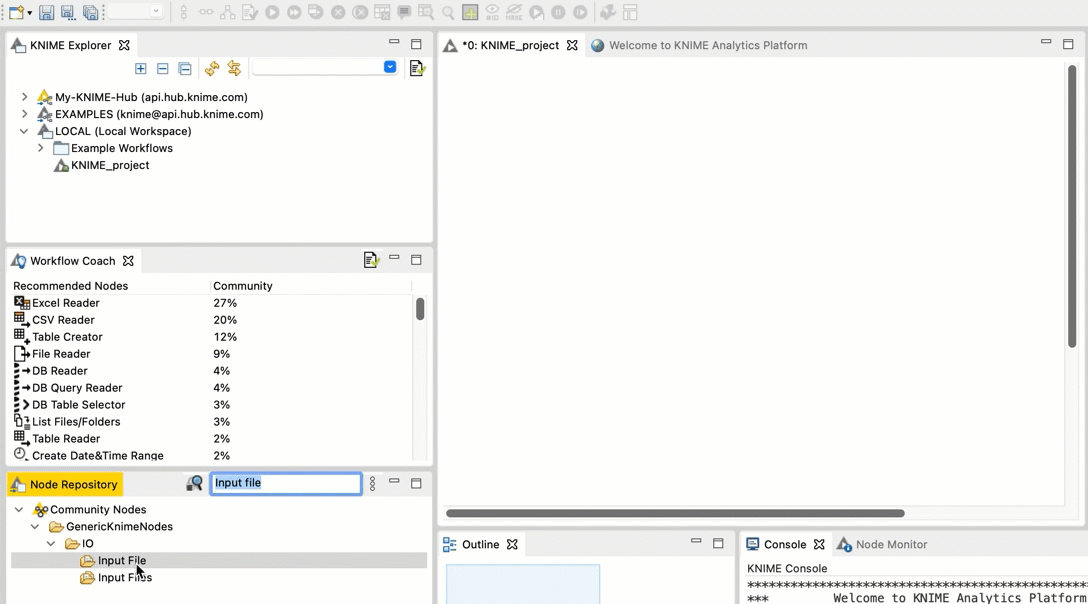 KNIME Explorer
My-KNIME-Hub (api.hub.knime.com)
EXAMPLES (knime@api.hub.knime.com)
LOCAL (Local Workspace)
Example Workflows
KNIME_project
Workflow Coach
Recommended Nodes Community
Excel Reader 27%
CSV Reader 20%
Table Creator 12%
File Reader 9%
DB Reader 4%
DB Query Reader 4%
DB Table Selector 3%
List Files/Folders 3%
Table Reader 2%
Create Date&Time Range 2%
Node Repository Input file
Community Nodes
GenericKnimeNodes
IO
Input File
Input Files
*0: KNIME_project Welcome to KNIME Analytics Platform
Outline
Console Node Monitor
KNIME Console
*** Welcome to KNIME Analytics Platform